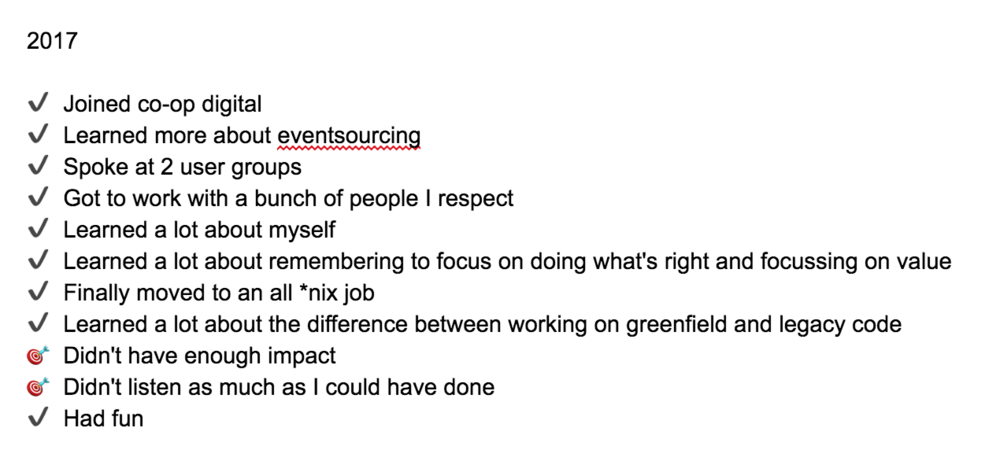 2017
✔ Joined co-op digital
✔ Learned more about eventsourcing
✔ Spoke at 2 user groups
✔ Got to work with a bunch of people I respect
✔ Learned a lot about myself
✔ Learned a lot about remembering to focus on doing what's right and focussing on value
✔ Finally moved to an all *nix job
✔ Learned a lot about the difference between working on greenfield and legacy code
🎯 Didn't have enough impact
🎯 Didn't listen as much as I could have done
✔ Had fun